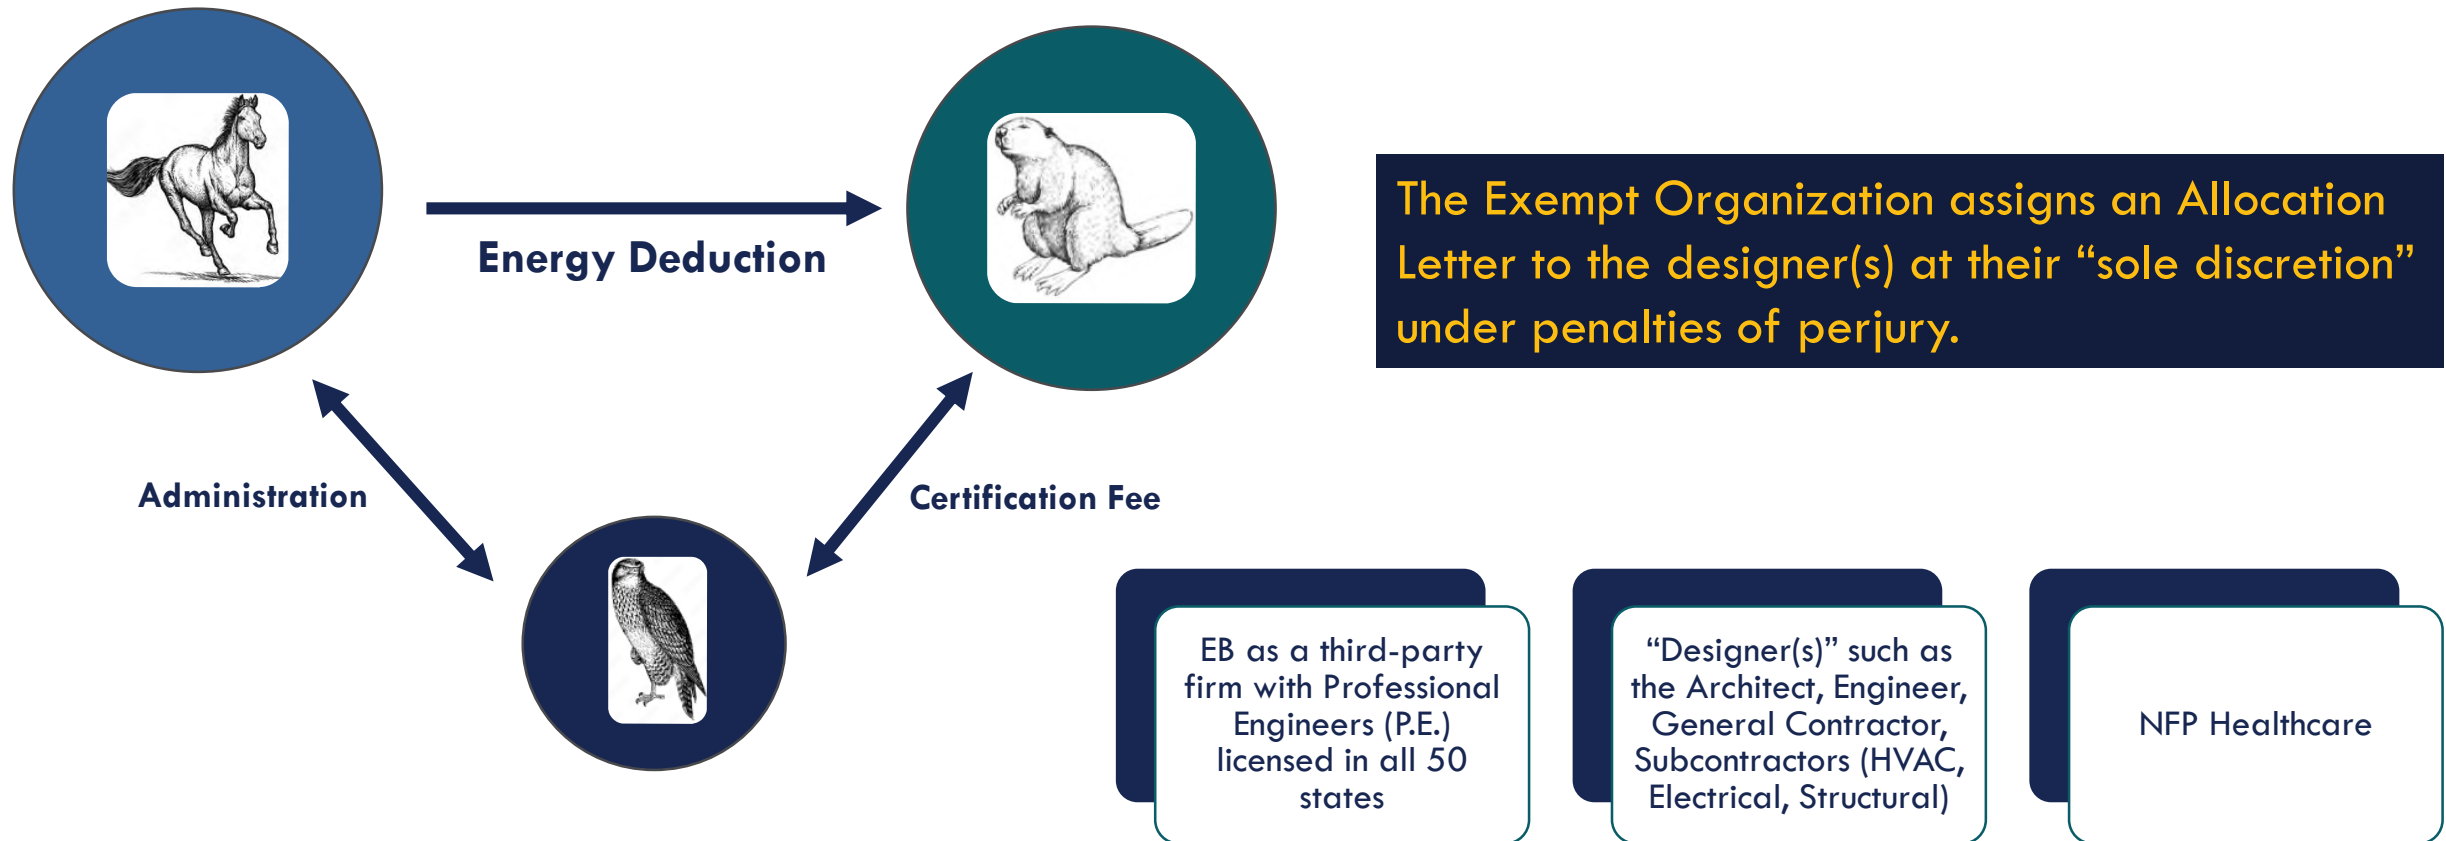 Energy Deduction
The Exempt Organization assigns an Allocation
Letter to the designer(s) at their “sole discretion”
under penalties of perjury.
Administration
Certification Fee
EB as a third-party
firm with Professional
Engineers (P.E.)
licensed in all 50
states
“Designer(s)” such as
the Architect, Engineer,
General Contractor,
Subcontractors (HVAC,
Electrical, Structural)
NFP Healthcare